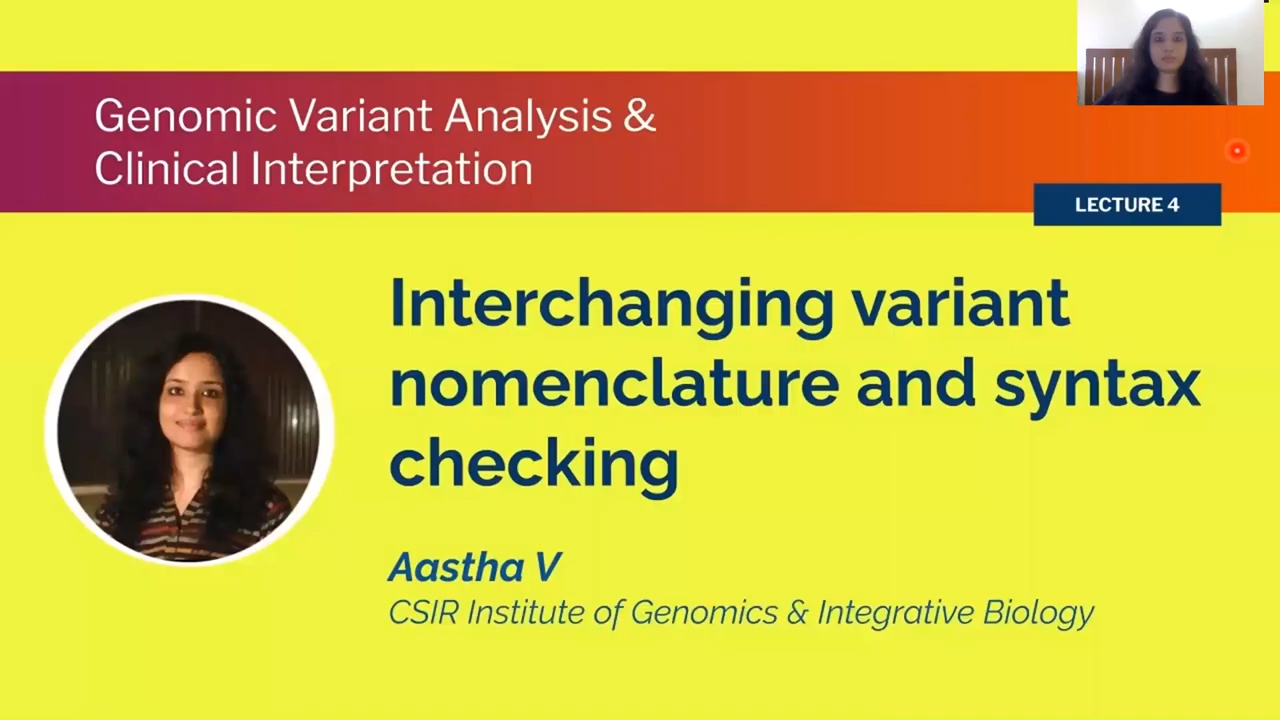 Genomic Variant Analysis &
Clinical Interpretation
LECTURE 4
Interchanging variant
nomenclature and syntax
checking
Aastha V
CSIR Institute of Genomics & Integrative Biology